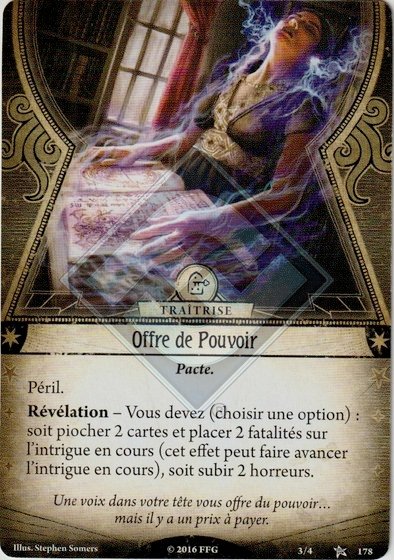 TRAÎTRISE
Offre de Pouvoir
Pacte.
Péril.
Révélation – Vous devez (choisir une option) :
soit piocher 2 cartes et placer 2 fatalités sur
l'intrigue en cours (cet effet peut faire avancer
l'intrigue en cours), soit subir 2 horreurs.
Une voix dans votre tête vous offre du pouvoir…
mais il y a un prix à payer.
Illus. Stephen Somers © 2016 FFG 3/4 178